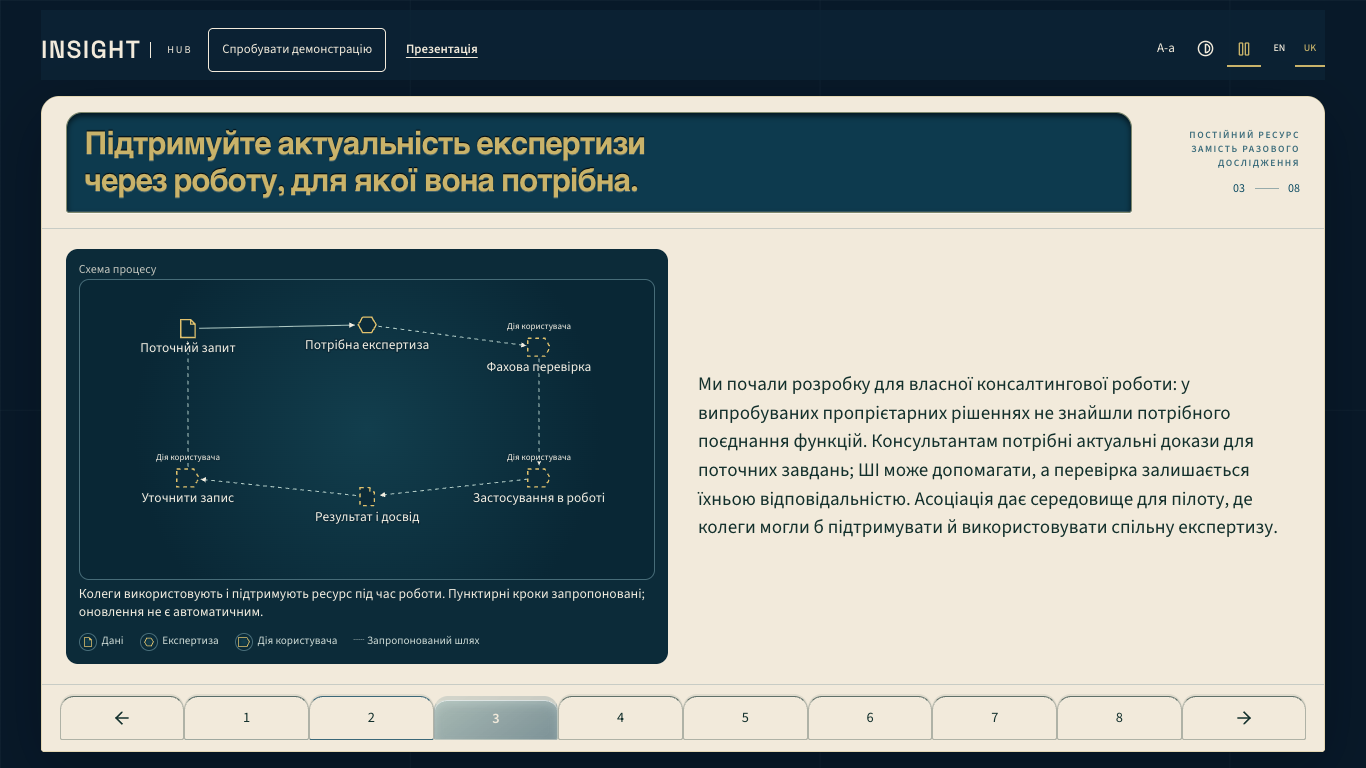 INSIGHT | HUB Спробувати демонстрацію Презентація A-a EN UK
Підтримуйте актуальність експертизи
через роботу, для якої вона потрібна.
ПОСТІЙНИЙ РЕСУРС
ЗАМІСТЬ РАЗОВОГО
ДОСЛІДЖЕННЯ
03 — 08
Схема процесу
Поточний запит
Потрібна експертиза
Дія користувача
Фахова перевірка
Дія користувача
Уточнити запис
Результат і досвід
Дія користувача
Застосування в роботі
Колеги використовують і підтримують ресурс під час роботи. Пунктирні кроки запропоновані;
оновлення не є автоматичним.
Дані Експертиза Дія користувача Запропонований шлях
Ми почали розробку для власної консалтингової роботи: у
випробуваних пропрієтарних рішеннях не знайшли потрібного
поєднання функцій. Консультантам потрібні актуальні докази для
поточних завдань; ШІ може допомагати, а перевірка залишається
їхньою відповідальністю. Асоціація дає середовище для пілоту, де
колеги могли б підтримувати й використовувати спільну експертизу.
← 1 2 3 4 5 6 7 8 →